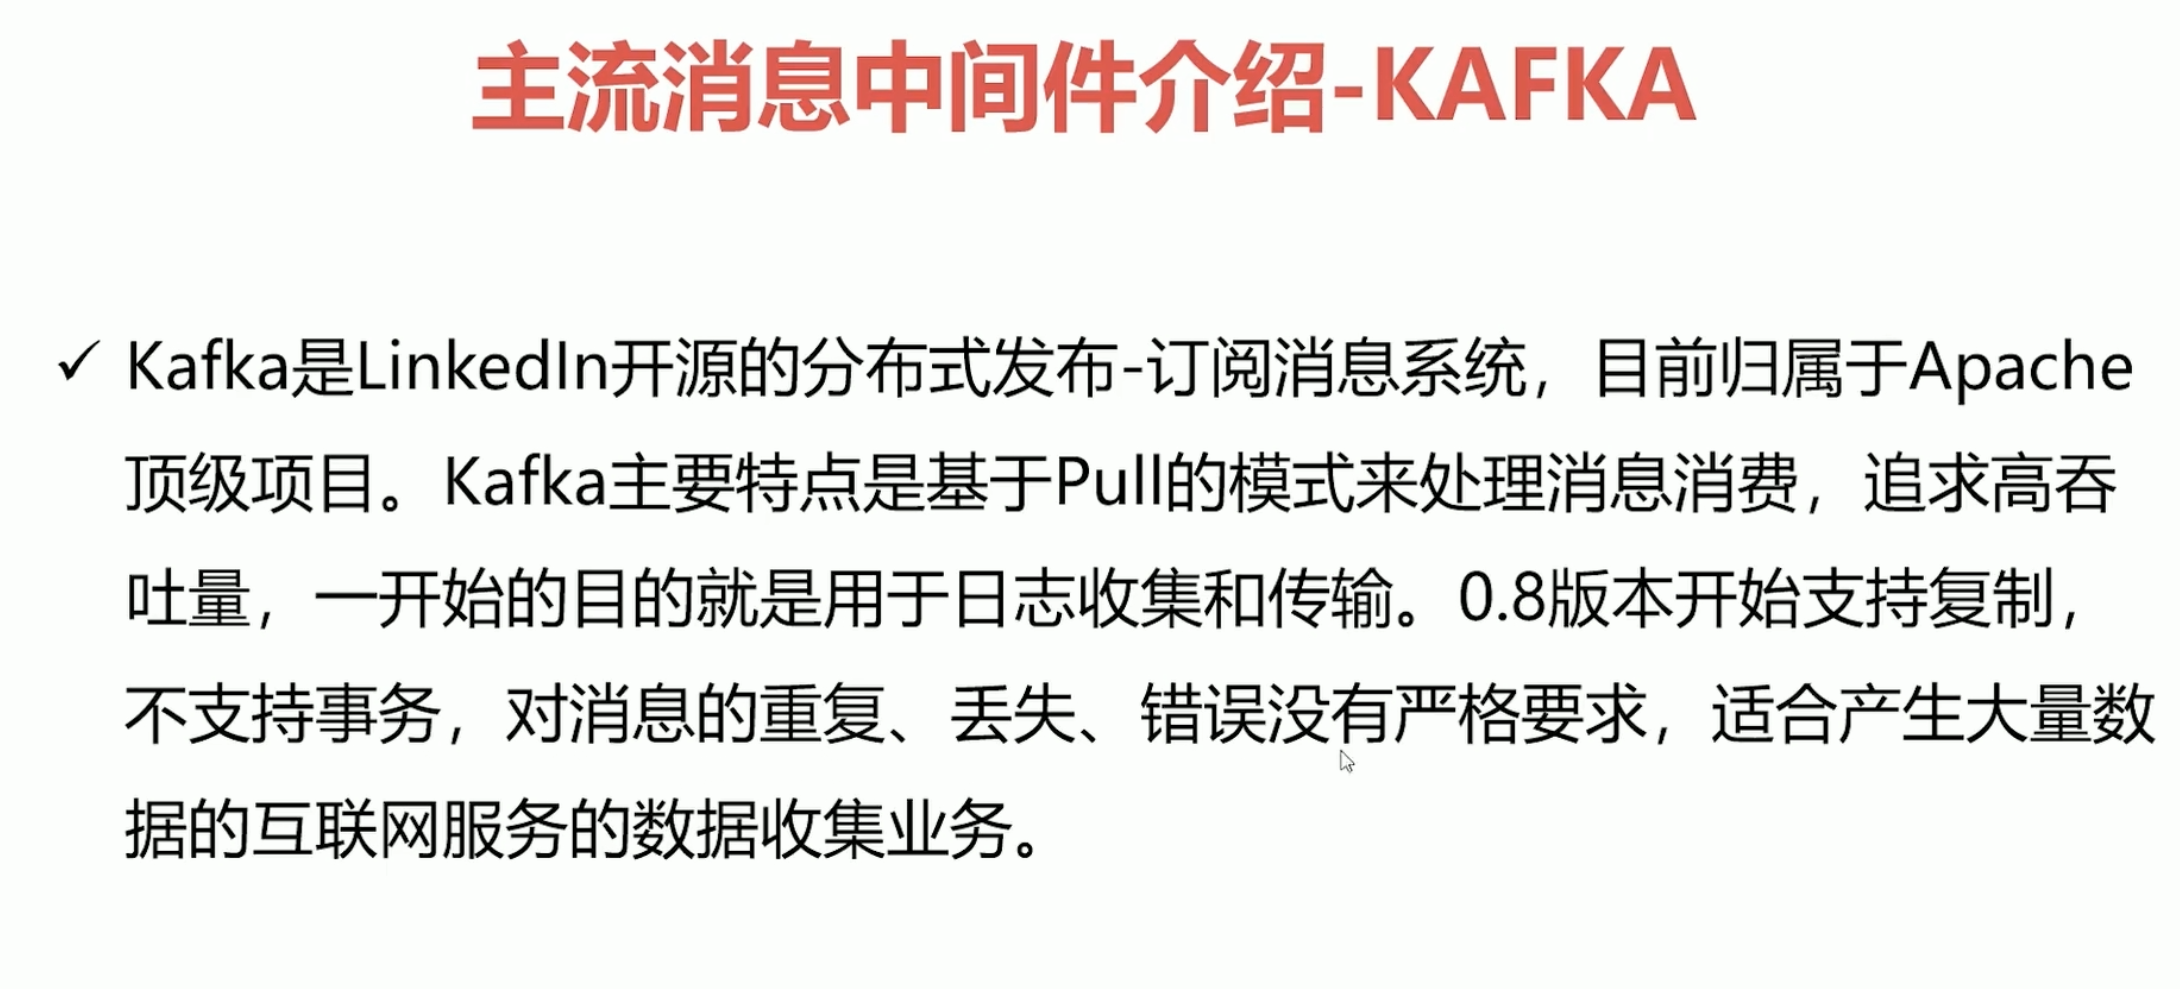 主流消息中间件介绍-KAFKA
✓ Kafka是LinkedIn开源的分布式发布-订阅消息系统，目前归属于Apache
顶级项目。Kafka主要特点是基于Pull的模式来处理消息消费，追求高吞
吐量，一开始的目的就是用于日志收集和传输。0.8版本开始支持复制，
不支持事务，对消息的重复、丢失、错误没有严格要求，适合产生大量数
据的互联网服务的数据收集业务。